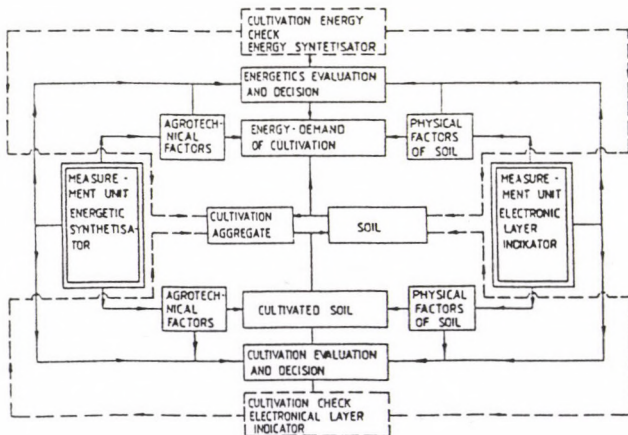 CULTIVATION ENERGY
CHECK
ENERGY SYNTETISATOR
ENERGETICS EVALUATION
AND DECISION
AGROTECH-
NICAL
FACTORS
ENERGY-DEMAND
OF CULTIVATION
PHYSICAL
FACTORS
OF SOIL
MEASURE-
MENT UNIT
ENERGETIC
SYNTHETISA-
TOR
CULTIVATION
AGGREGATE
SOIL
MEASURE-
MENT UNIT
ELECTRONIC
LAYER
INDIKATOR
AGROTECH-
NICAL
FACTORS
CULTIVATED SOIL
PHYSICAL
FACTORS
OF SOIL
CULTIVATION EVALUATION
AND DECISION
CULTIVATION CHECK
ELECTRONICAL LAYER
INDICATOR